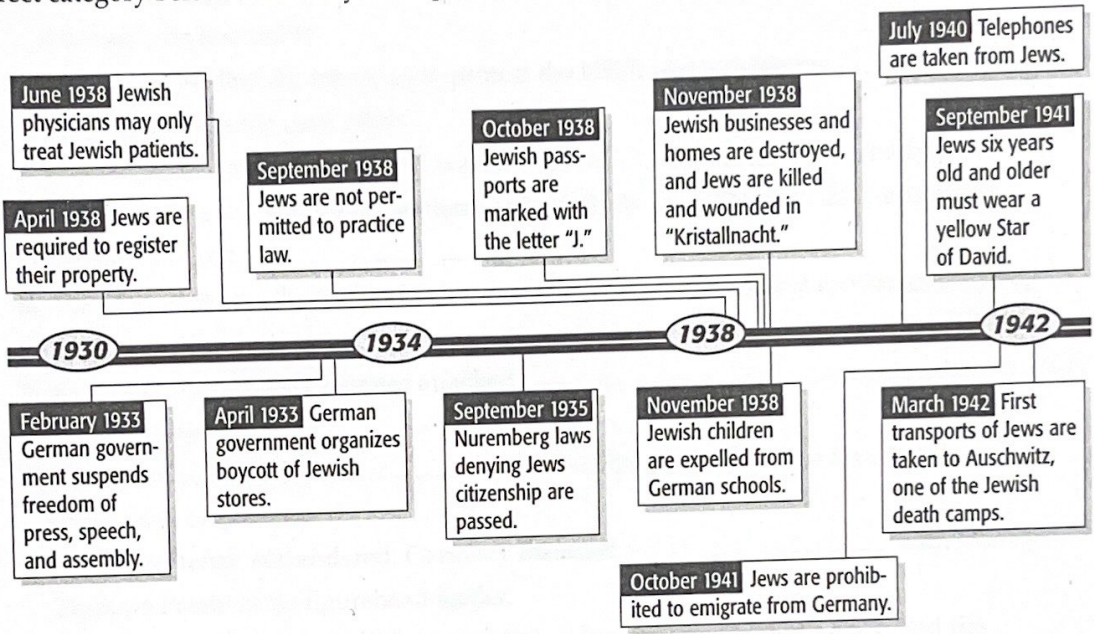 July 1940 Telephones
are taken from Jews.
June 1938 Jewish
physicians may only
treat Jewish patients.
November 1938
Jewish businesses and
homes are destroyed,
and Jews are killed
and wounded in
"Kristallnacht."
September 1941
Jews six years
old and older
must wear a
yellow Star
of David.
October 1938
Jewish pass-
ports are
marked with
the letter "J."
September 1938
Jews are not per-
mitted to practice
law.
April 1938 Jews are
required to register
their property.
1930
1934
1938
1942
February 1933
German govern-
ment suspends
freedom of
press, speech,
and assembly.
April 1933 German
government organizes
boycott of Jewish
stores.
September 1935
Nuremberg laws
denying Jews
citizenship are
passed.
November 1938
Jewish children
are expelled from
German schools.
March 1942 First
transports of Jews are
taken to Auschwitz,
one of the Jewish
death camps.
October 1941 Jews are prohib-
ited to emigrate from Germany.